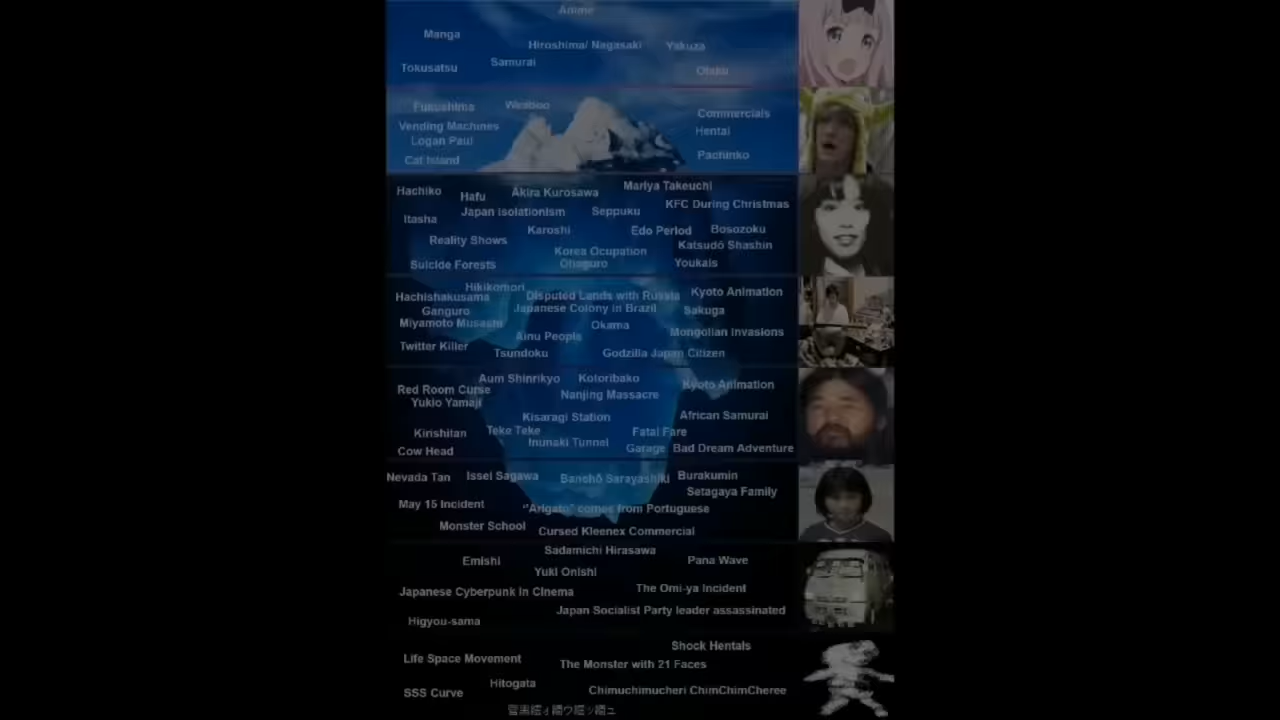 Anime
Manga
Hiroshima/ Nagasaki
Yakuza
Samurai
Tokusatsu
Otaku
Fukushima
Weaboo
Commercials
Vending Machines
Hentai
Logan Paul
Pachinko
Cat Island
Hachiko
Hafu
Akira Kurosawa
Mariya Takeuchi
KFC During Christmas
Itasha
Japan Isolationism
Seppuku
Karoshi
Edo Period
Bosozoku
Reality Shows
Katsudō Shashin
Korea Ocupation
Suicide Forests
Ohaguro
Youkais
Hikikomori
Hachishakusama
Disputed Lands with Russia
Kyoto Animation
Ganguro
Japanese Colony in Brazil
Sakuga
Miyamoto Musashi
Okama
Mongolian Invasions
Ainu People
Twitter Killer
Tsundoku
Godzilla Japan Citizen
Aum Shinrikyo
Kotoribako
Kyoto Animation
Red Room Curse
Nanjing Massacre
Yukio Yamaji
Kisaragi Station
African Samurai
Kirishitan
Teke Teke
Fatal Fare
Inunaki Tunnel
Cow Head
Garage Bad Dream Adventure
Nevada Tan
Issei Sagawa
Banchō Sarayashiki
Burakumin
Setagaya Family
May 15 Incident
"Arigato" comes from Portuguese
Monster School
Cursed Kleenex Commercial
Sadamichi Hirasawa
Emishi
Pana Wave
Yuki Onishi
Japanese Cyberpunk in Cinema
The Omi-ya Incident
Japan Socialist Party leader assassinated
Higyou-sama
Shock Hentais
Life Space Movement
The Monster with 21 Faces
Hitogata
SSS Curve
Chimuchimucheri ChimChimCheree